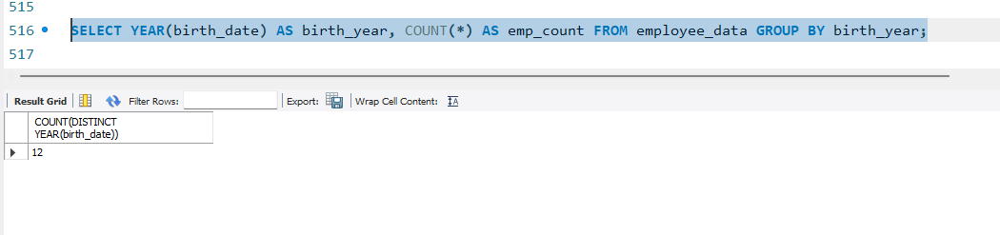 515
516 SELECT YEAR(birth_date) AS birth_year, COUNT(*) AS emp_count FROM employee_data GROUP BY birth_year;
517
Result Grid Filter Rows: Export: Wrap Cell Content: IA
COUNT(DISTINCT
YEAR(birth_date))
12